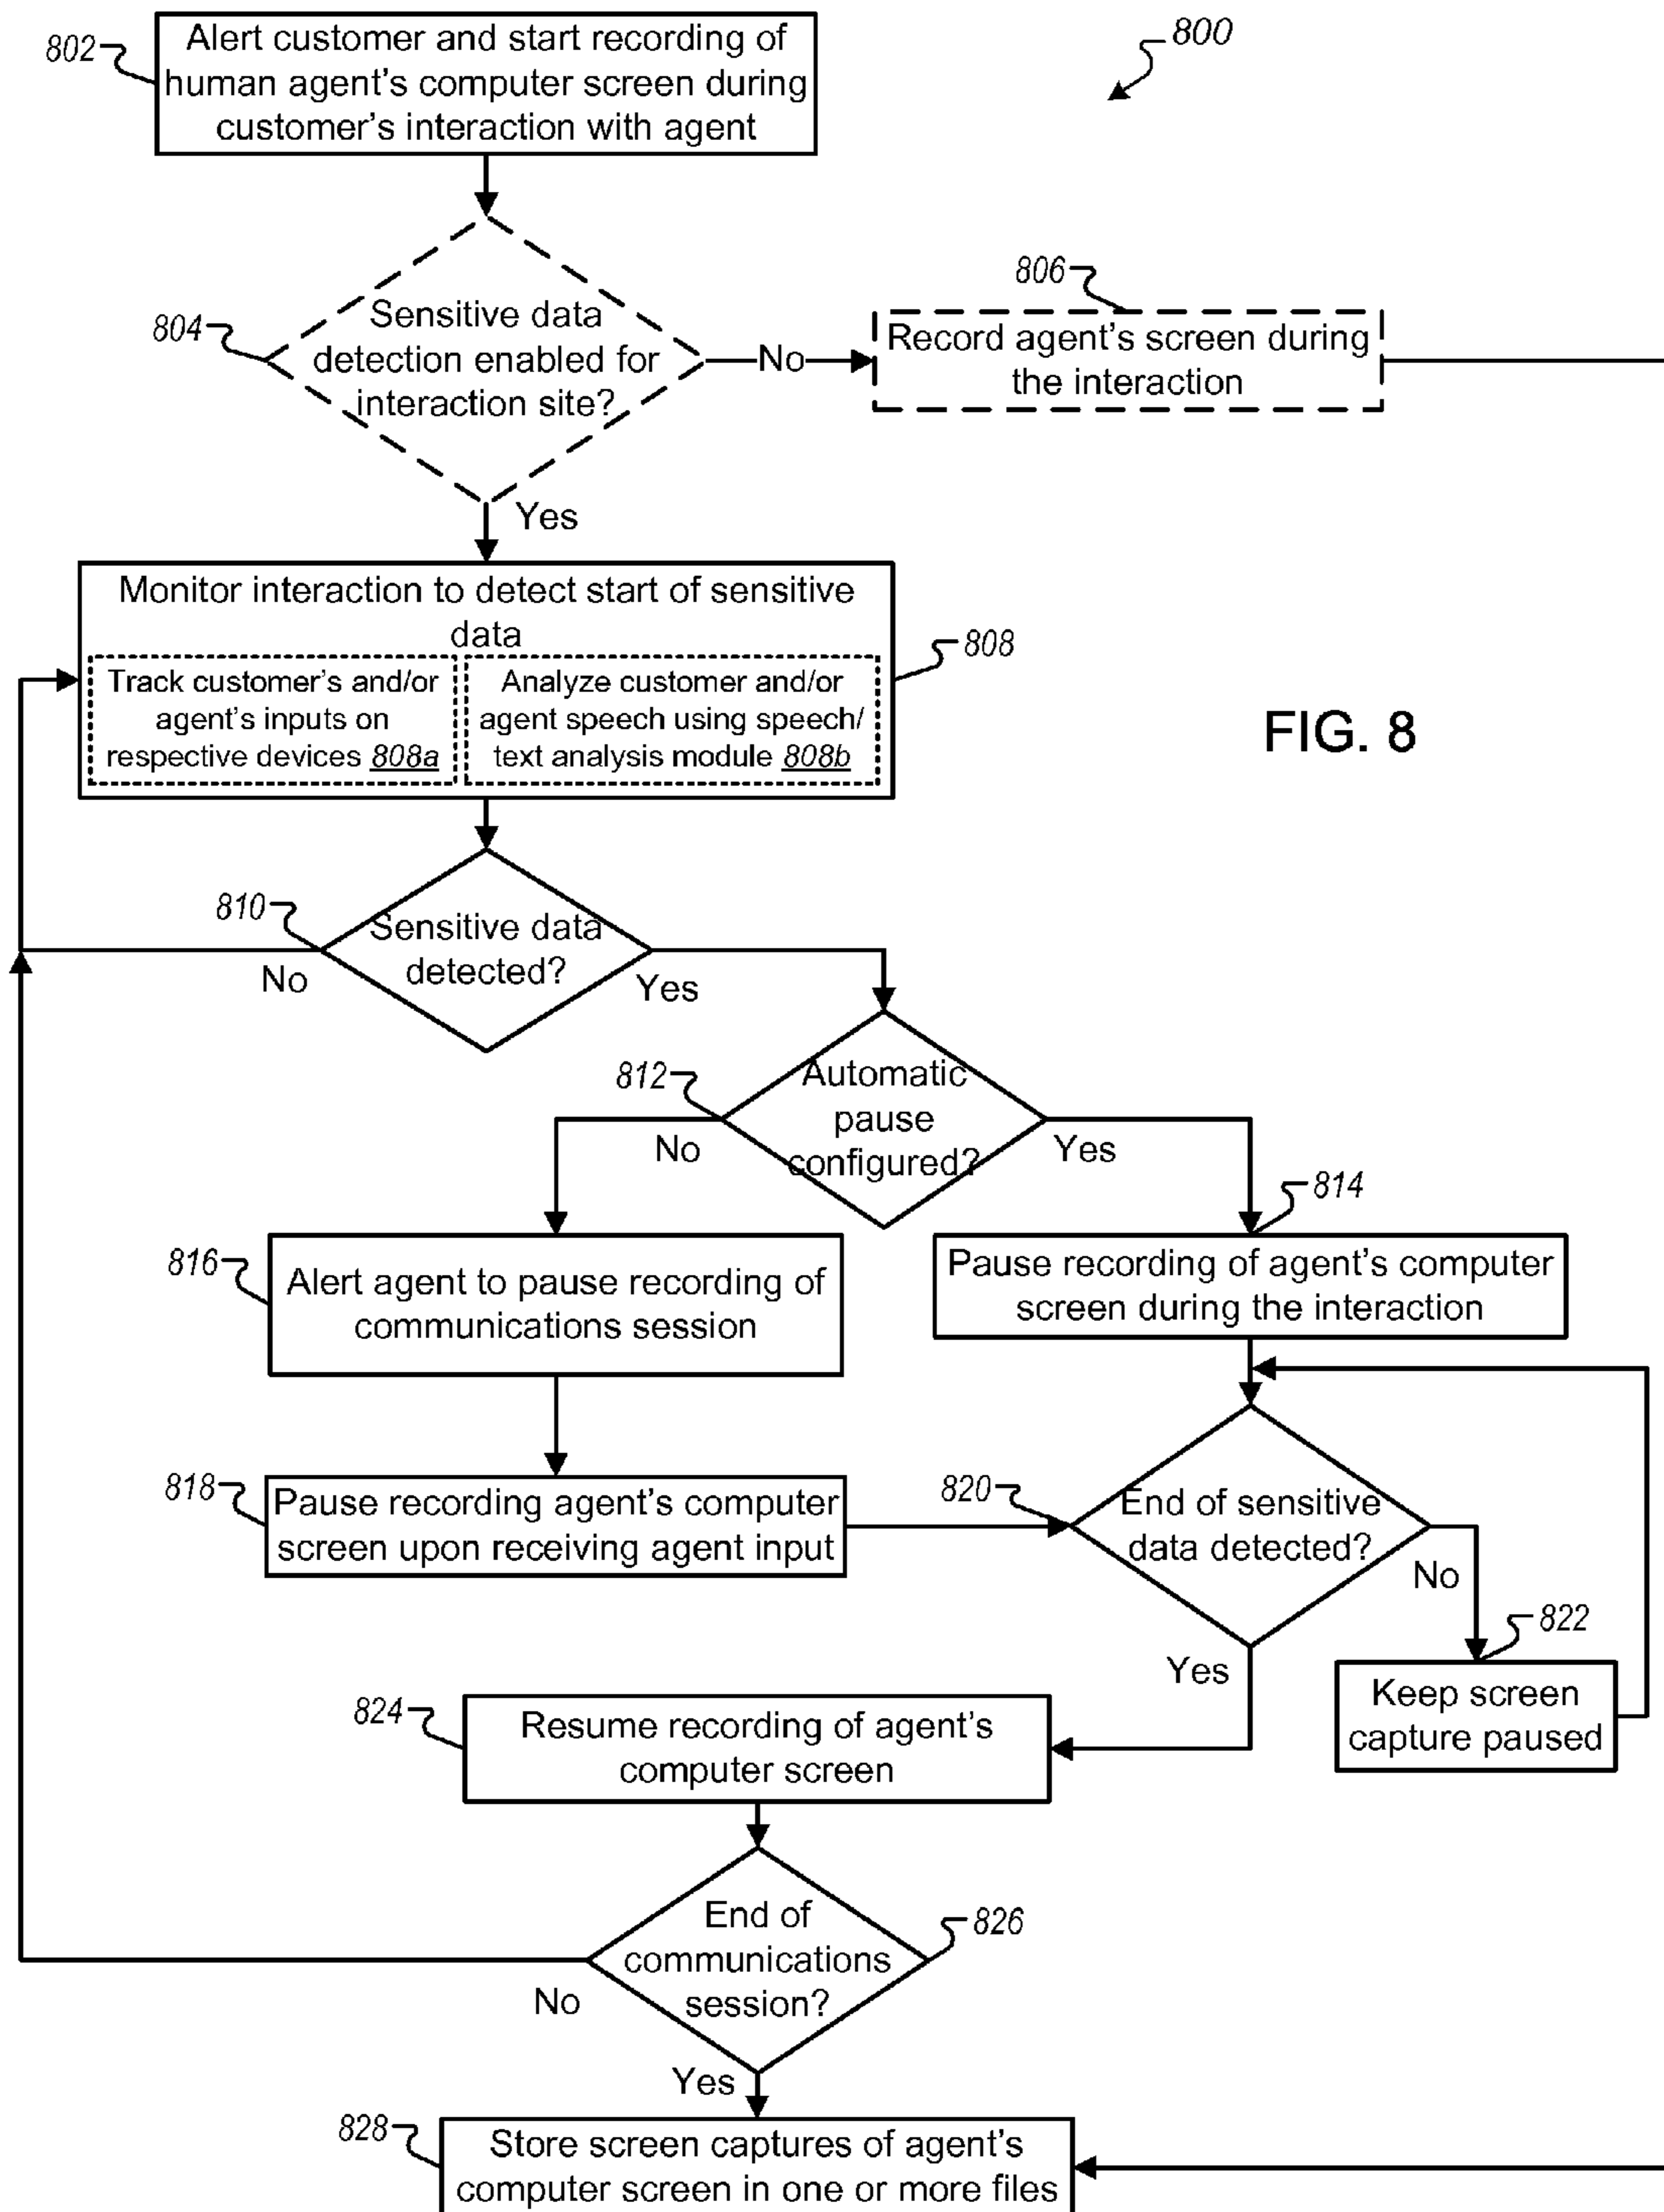 802
Alert customer and start recording of
human agent's computer screen during
customer's interaction with agent
800
804
Sensitive data
detection enabled for
interaction site?
No
806
Record agent's screen during
the interaction
Yes
Monitor interaction to detect start of sensitive
data
808
Track customer's and/or
agent's inputs on
respective devices 808a
Analyze customer and/or
agent speech using speech/
text analysis module 808b
FIG. 8
810
Sensitive data
detected?
No
Yes
812
Automatic
pause
configured?
No
Yes
814
816
Alert agent to pause recording of
communications session
Pause recording of agent's computer
screen during the interaction
818
Pause recording agent's computer
screen upon receiving agent input
820
End of sensitive
data detected?
No
Yes
822
Keep screen
capture paused
824
Resume recording of agent's
computer screen
End of
communications
session?
826
No
Yes
828
Store screen captures of agent's
computer screen in one or more files